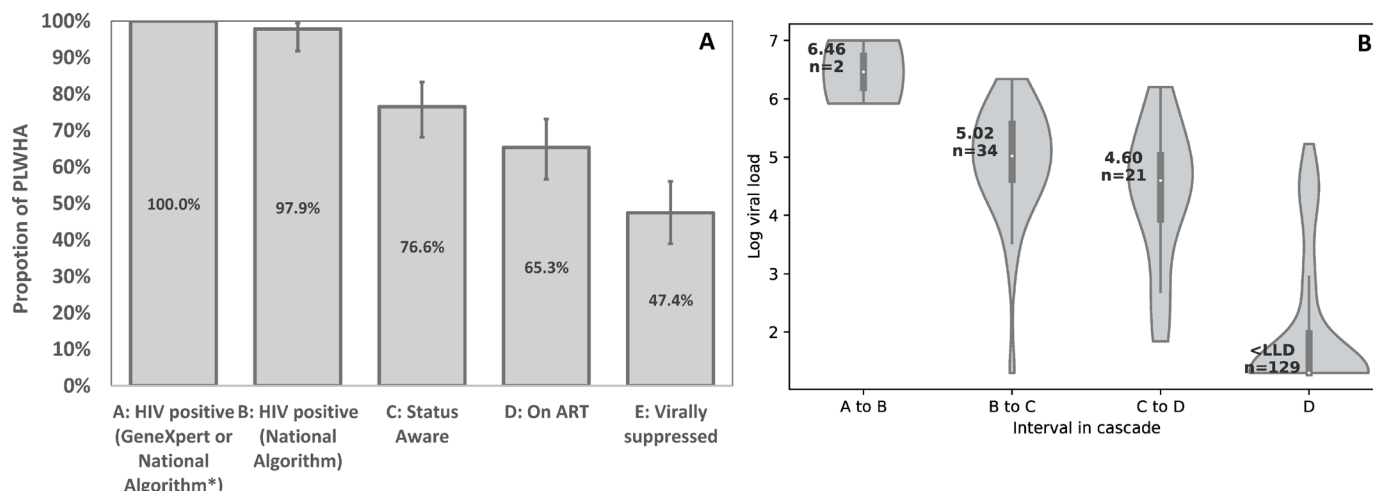 100%
90%
80%
70%
60%
50%
40%
30%
20%
10%
0%
Propotion of PLWHA
A
100.0%
97.9%
76.6%
65.3%
47.4%
A: HIV positive
(GeneXpert or
National
Algorithm*)
B: HIV positive
(National
Algorithm)
C: Status
Aware
D: On ART
E: Virally
suppressed
B
7
6
5
4
3
2
Log viral load
6.46
n=2
5.02
n=34
4.60
n=21
<LLD
n=129
A to B
B to C
C to D
D
Interval in cascade